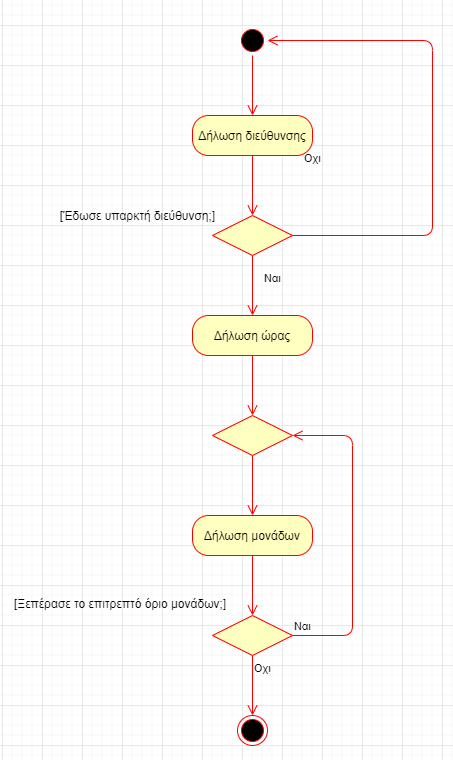 Δήλωση διεύθυνσης
Οχι
[Έδωσε υπαρκτή διεύθυνση;]
Ναι
Δήλωση ώρας
Δήλωση μονάδων
[Ξεπέρασε το επιτρεπτό όριο μονάδων;]
Ναι
Οχι